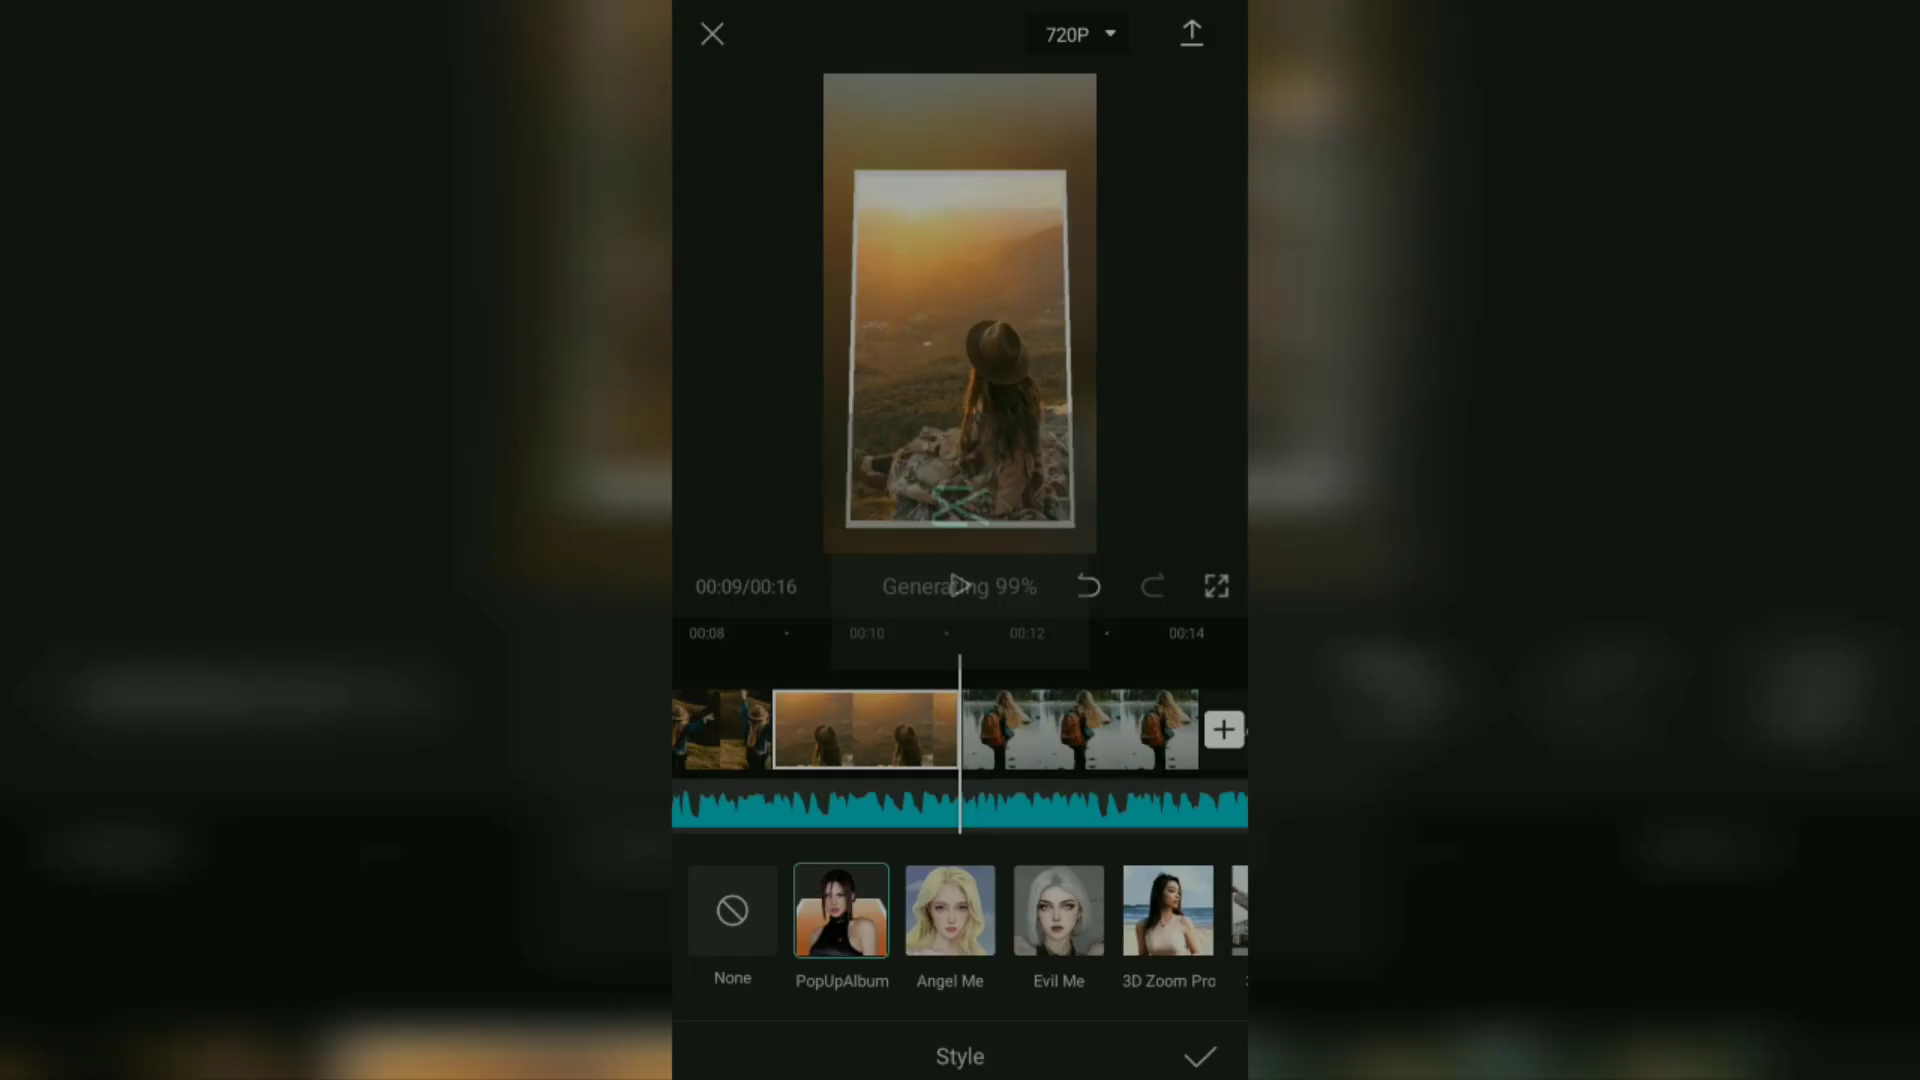 720P
00:09/00:16
Generating 99%
00:08
00:10
00:12
00:14
None
PopUpAlbum
Angel Me
Evil Me
3D Zoom Pro
Style